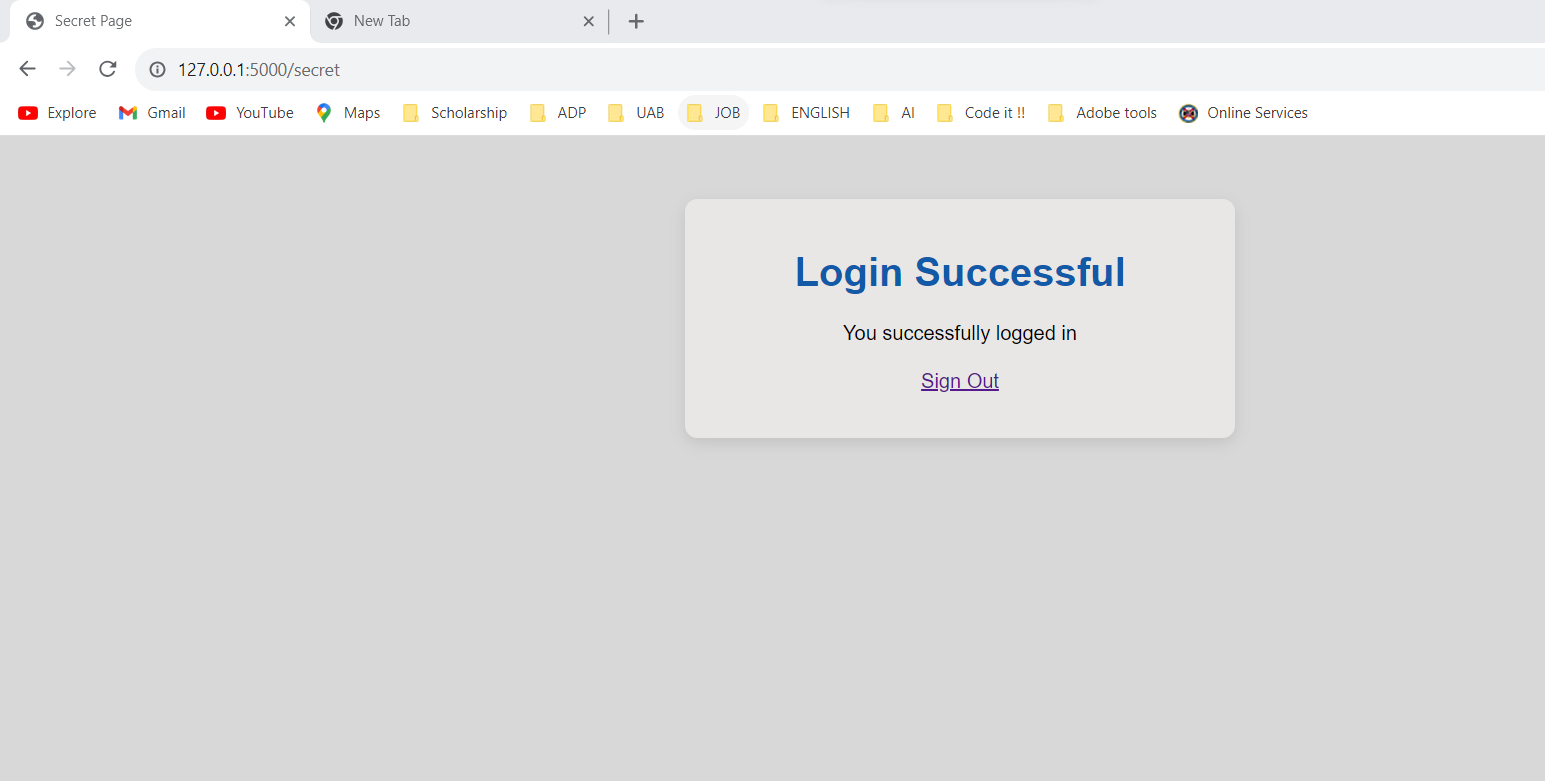 Secret Page
New Tab
127.0.0.1:5000/secret
Explore Gmail YouTube Maps Scholarship ADP UAB JOB ENGLISH AI Code it !! Adobe tools Online Services
Login Successful
You successfully logged in
Sign Out